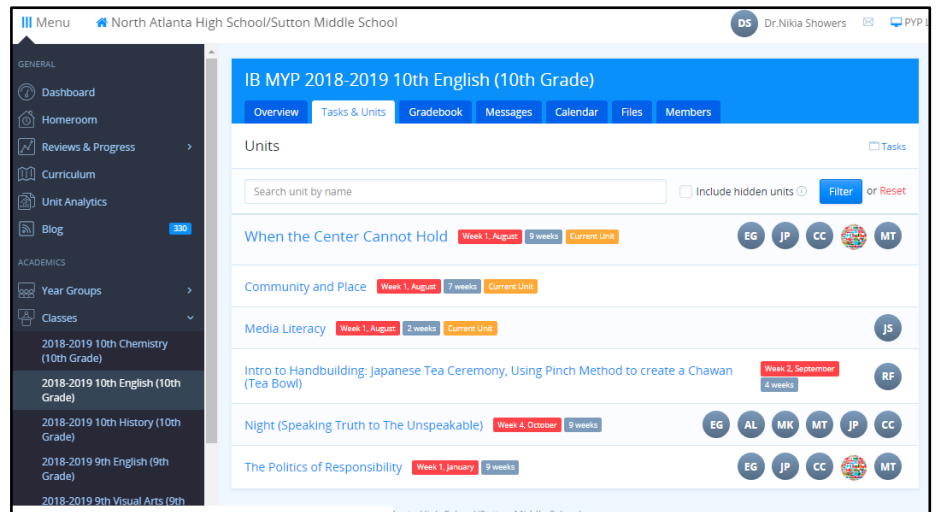 Menu
North Atlanta High School/Sutton Middle School
DS Dr.Nikia Showers
GENERAL
Dashboard
Homeroom
Reviews & Progress
Curriculum
Unit Analytics
Blog 330
ACADEMICS
Year Groups
Classes
2018-2019 10th Chemistry
(10th Grade)
2018-2019 10th English (10th
Grade)
2018-2019 10th History (10th
Grade)
2018-2019 9th English (9th
Grade)
2018-2019 9th Visual Arts (9th
IB MYP 2018-2019 10th English (10th Grade)
Overview Tasks & Units Gradebook Messages Calendar Files Members
Units
Tasks
Search unit by name
Include hidden units Filter or Reset
When the Center Cannot Hold Week 1, August 9 weeks Current Unit EG JP CC MT
Community and Place Week 1, August 7 weeks Current Unit
Media Literacy Week 1, August 2 weeks Current Unit JS
Intro to Handbuilding: Japanese Tea Ceremony, Using Pinch Method to create a Chawan
(Tea Bowl)
Week 2, September
4 weeks
RF
Night (Speaking Truth to The Unspeakable) Week 4, October 9 weeks EG AL MK MT JP CC
The Politics of Responsibility Week 1, January 9 weeks EG JP CC MT